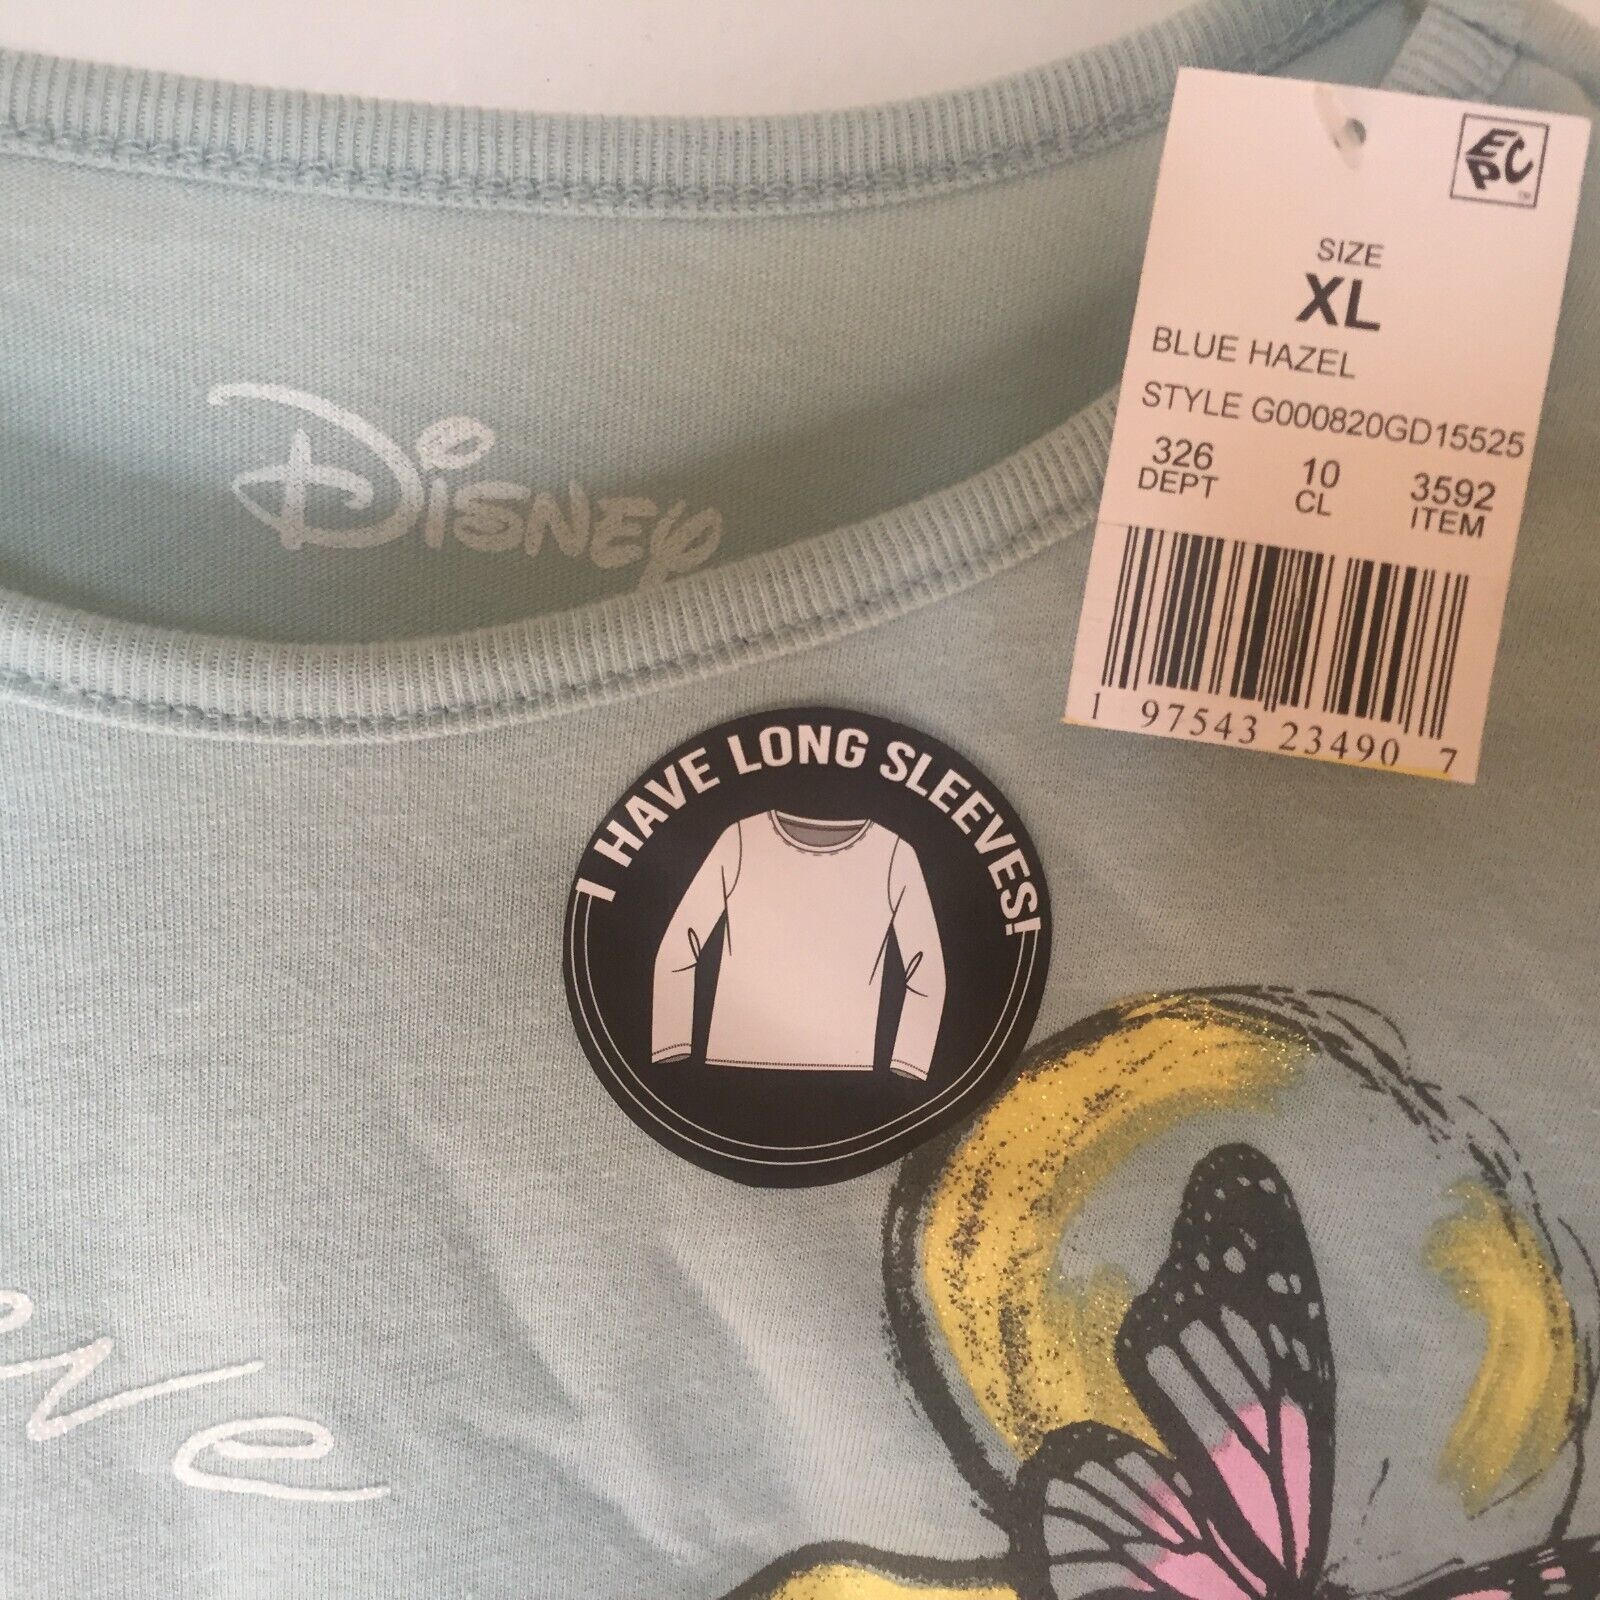 EPC
SIZE
XL
BLUE HAZEL
STYLE G000820GD15525
326 10 3592
DEPT CL ITEM
1 97543 23490 7
Disney
I HAVE LONG SLEEVES!